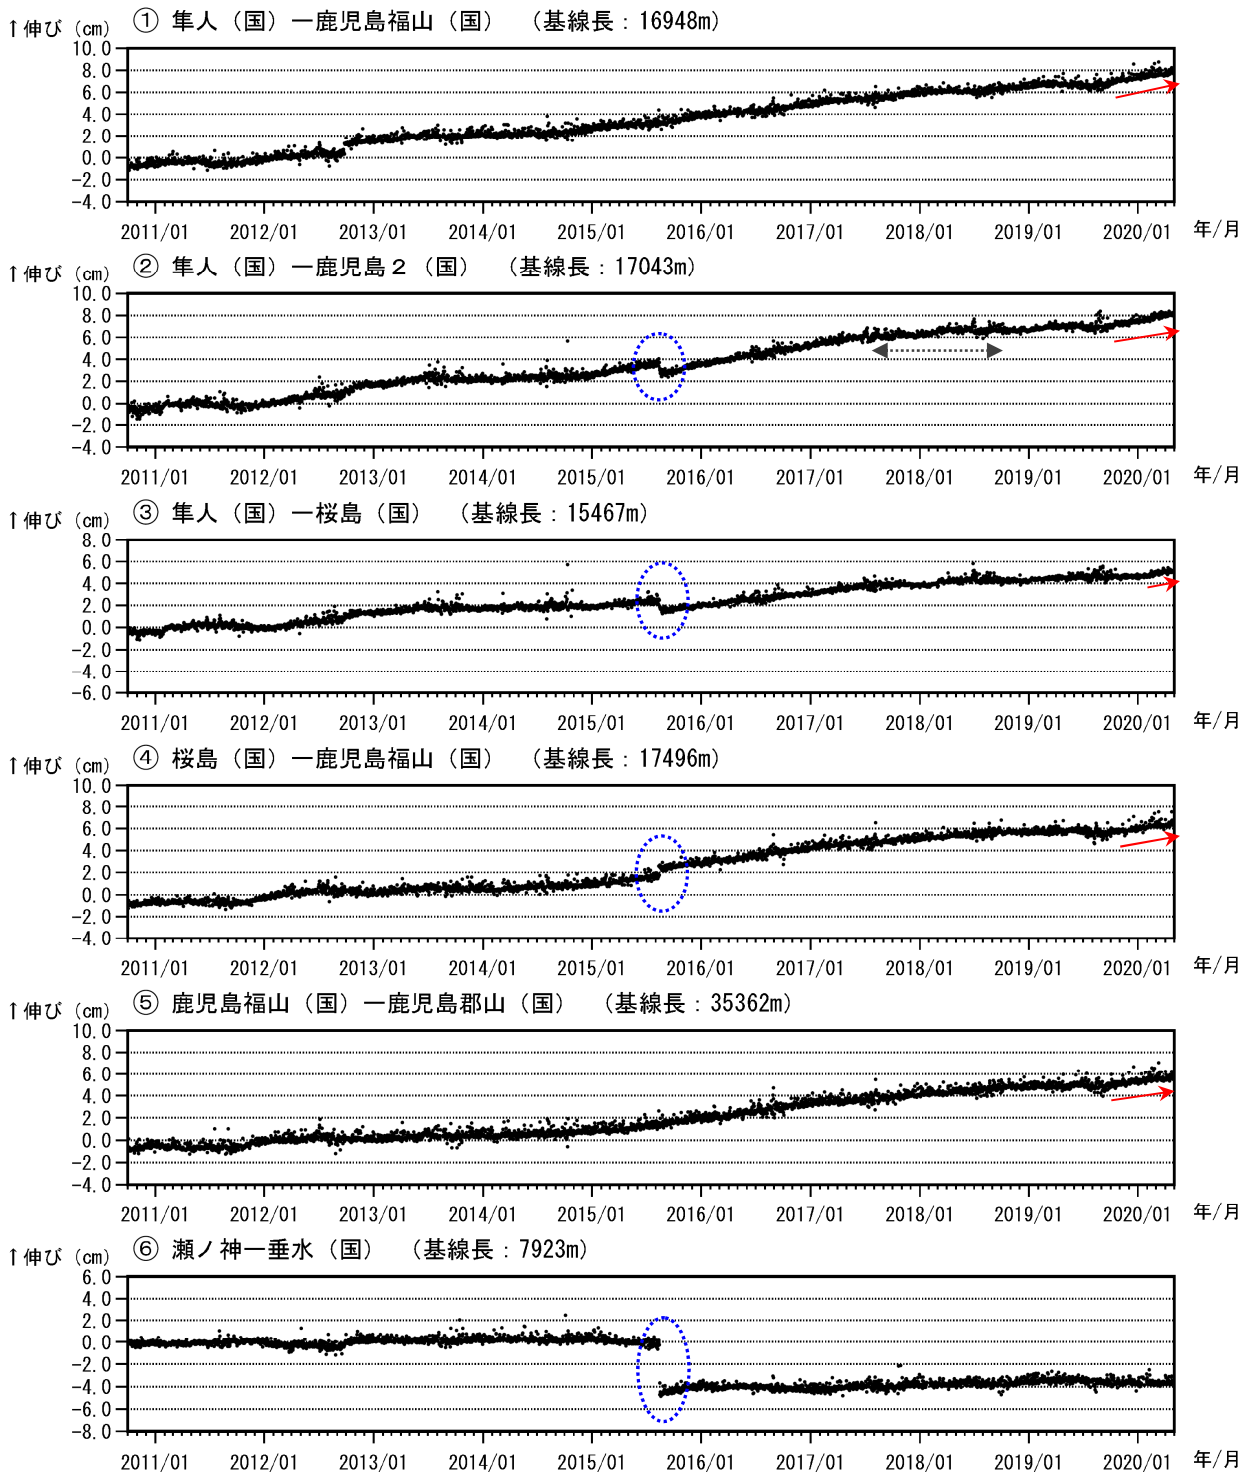 ① 隼人（国）－鹿児島福山（国）　（基線長：16948m）
↑伸び（cm）
10.0
8.0
6.0
4.0
2.0
0.0
-2.0
-4.0
2011/01 2012/01 2013/01 2014/01 2015/01 2016/01 2017/01 2018/01 2019/01 2020/01 年/月
② 隼人（国）－鹿児島２（国）　（基線長：17043m）
↑伸び（cm）
10.0
8.0
6.0
4.0
2.0
0.0
-2.0
-4.0
2011/01 2012/01 2013/01 2014/01 2015/01 2016/01 2017/01 2018/01 2019/01 2020/01 年/月
③ 隼人（国）－桜島（国）　（基線長：15467m）
↑伸び（cm）
8.0
6.0
4.0
2.0
0.0
-2.0
-4.0
-6.0
2011/01 2012/01 2013/01 2014/01 2015/01 2016/01 2017/01 2018/01 2019/01 2020/01 年/月
④ 桜島（国）－鹿児島福山（国）　（基線長：17496m）
↑伸び（cm）
10.0
8.0
6.0
4.0
2.0
0.0
-2.0
-4.0
2011/01 2012/01 2013/01 2014/01 2015/01 2016/01 2017/01 2018/01 2019/01 2020/01 年/月
⑤ 鹿児島福山（国）－鹿児島郡山（国）　（基線長：35362m）
↑伸び（cm）
10.0
8.0
6.0
4.0
2.0
0.0
-2.0
-4.0
2011/01 2012/01 2013/01 2014/01 2015/01 2016/01 2017/01 2018/01 2019/01 2020/01 年/月
⑥ 瀬ノ神－垂水（国）　（基線長：7923m）
↑伸び（cm）
6.0
4.0
2.0
0.0
-2.0
-4.0
-6.0
-8.0
2011/01 2012/01 2013/01 2014/01 2015/01 2016/01 2017/01 2018/01 2019/01 2020/01 年/月